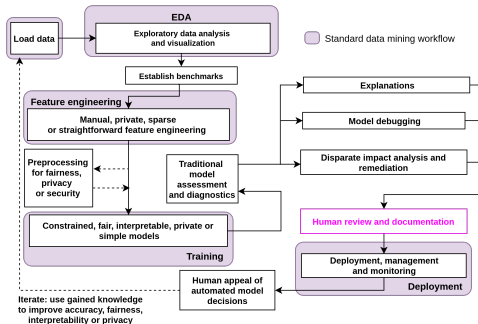 EDA
Load data
Exploratory data analysis
and visualization
Standard data mining workflow
Establish benchmarks
Explanations
Feature engineering
Manual, private, sparse
or straightforward feature engineering
Model debugging
Preprocessing
for fairness,
privacy
or security
Traditional
model
assessment
and diagnostics
Disparate impact analysis and
remediation
Constrained, fair, interpretable, private or
simple models
Training
Human review and documentation
Deployment, management
and monitoring
Deployment
Human appeal of
automated model
decisions
Iterate: use gained knowledge
to improve accuracy, fairness,
interpretability or privacy